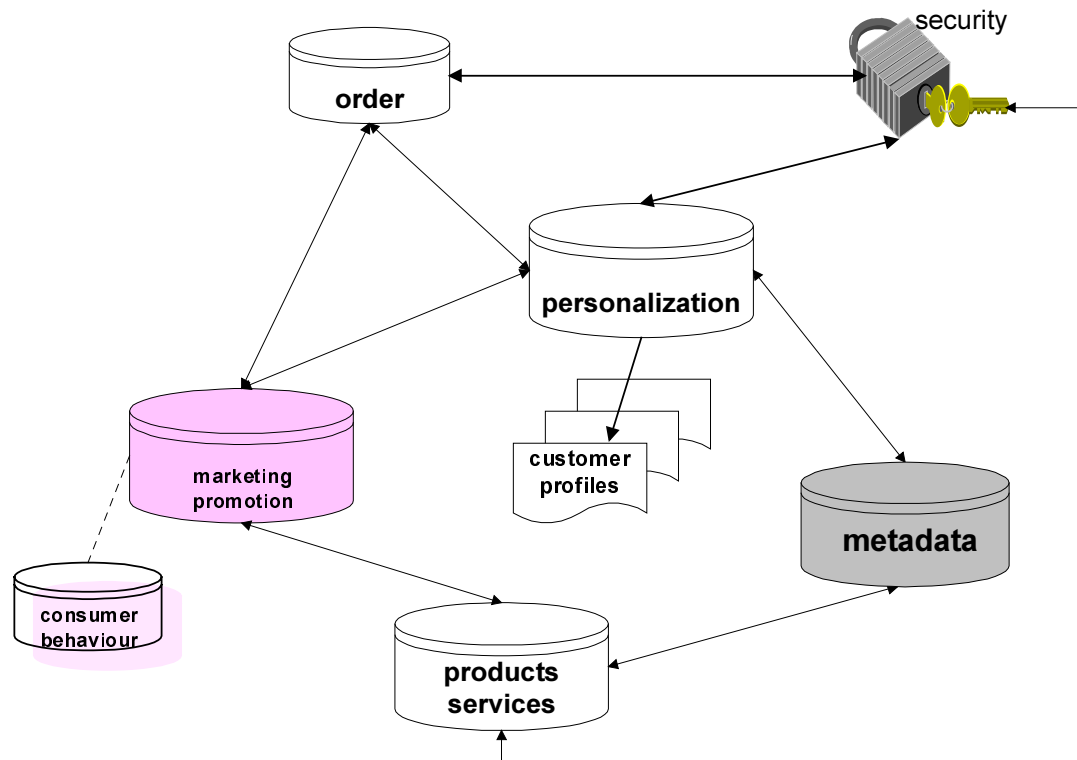 security
order
personalization
customer
profiles
marketing
promotion
metadata
consumer
behaviour
products
services